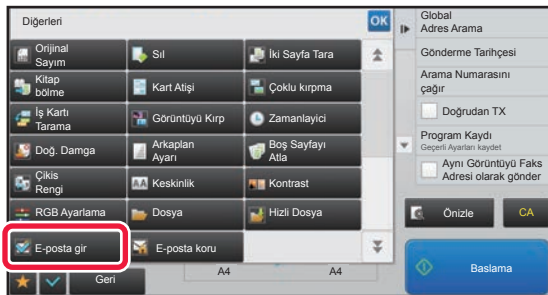 Diğerleri
OK
Orijinal
Sayım
Sıl
İki Sayfa Tara
Kitap
bölme
Kart Atişi
Çoklu kırpma
İş Kartı
Tarama
Görüntüyü Kırp
Zamanlayici
Doğ. Damga
Arkaplan
Ayarı
Boş Sayfayı
Atla
Çikis
Rengi
Keskinlik
Kontrast
RGB Ayarlama
Dosya
Hizli Dosya
E-posta gir
E-posta koru
Geri
A4
A4
Global
Adres Arama
Gönderme Tarihçesi
Arama Numarasını
çağır
Doğrudan TX
Program Kaydı
Geçerli Ayarları kaydet
Aynı Görüntüyü Faks
Adresi olarak gönder
Önizle
CA
Baslama